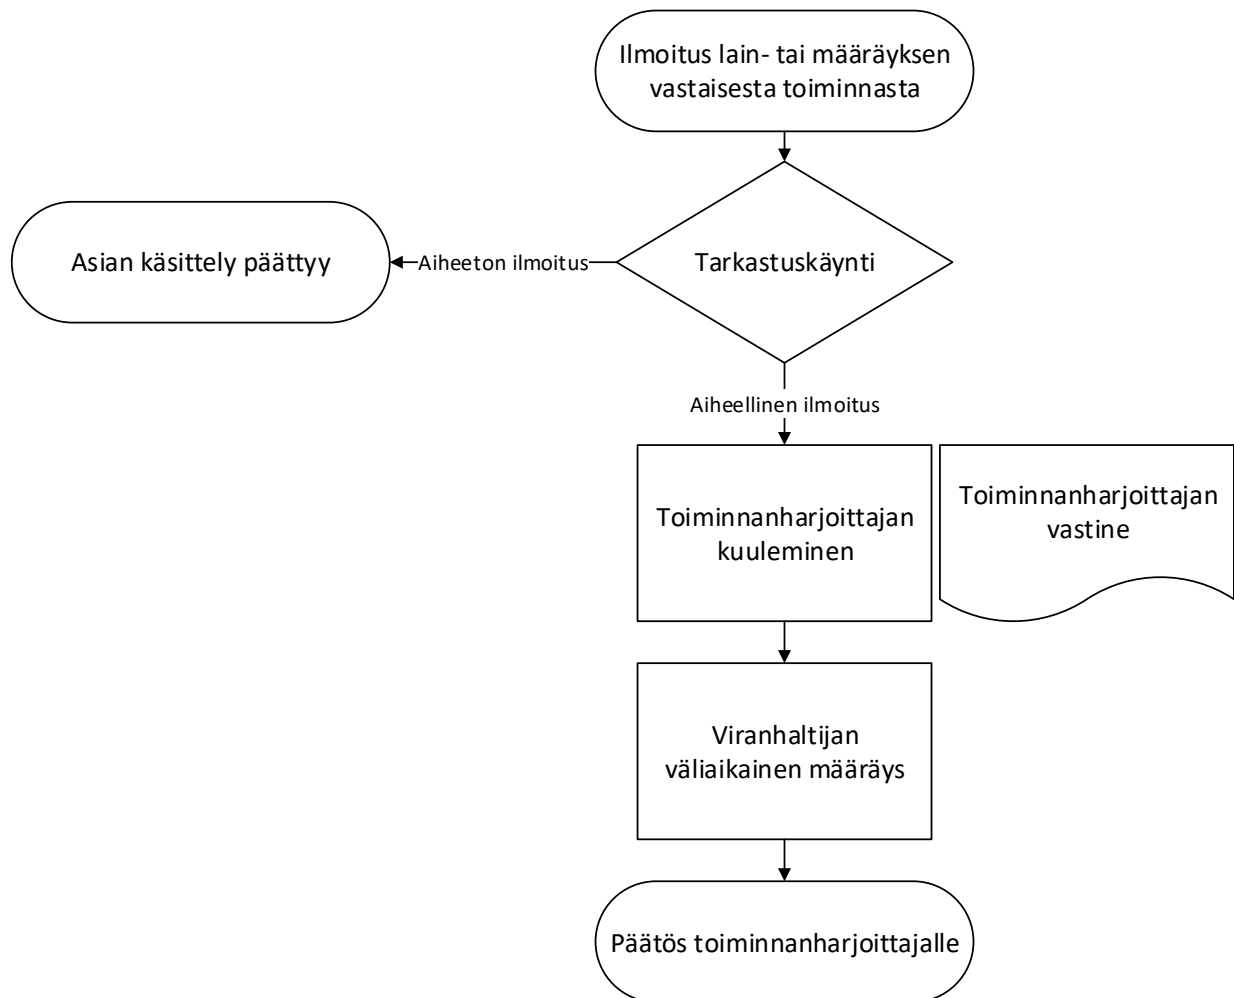 Ilmoitus lain- tai määräyksen
vastaisesta toiminnasta
Asian käsittely päättyy
Aiheeton ilmoitus
Tarkastuskäynti
Aiheellinen ilmoitus
Toiminnanharjoittajan
kuuleminen
Toiminnanharjoittajan
vastine
Viranhaltijan
väliaikainen määräys
Päätös toiminnanharjoittajalle